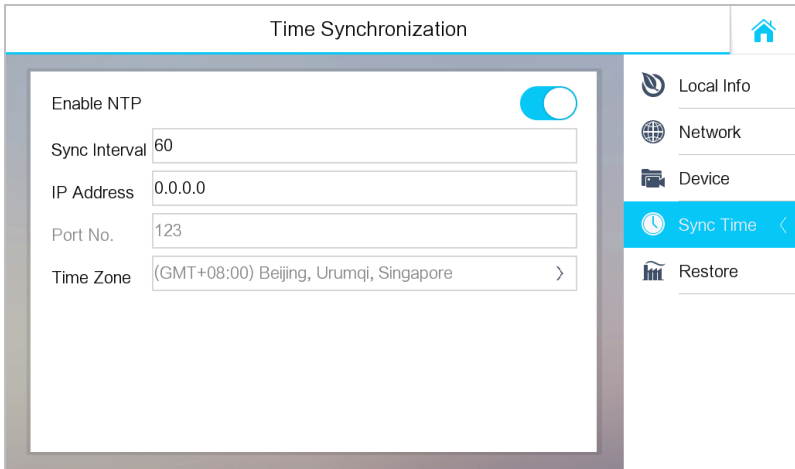 Time Synchronization
Enable NTP
Sync Interval 60
IP Address 0.0.0.0
Port No. 123
Time Zone (GMT+08:00) Beijing, Urumqi, Singapore
Local Info
Network
Device
Sync Time
Restore